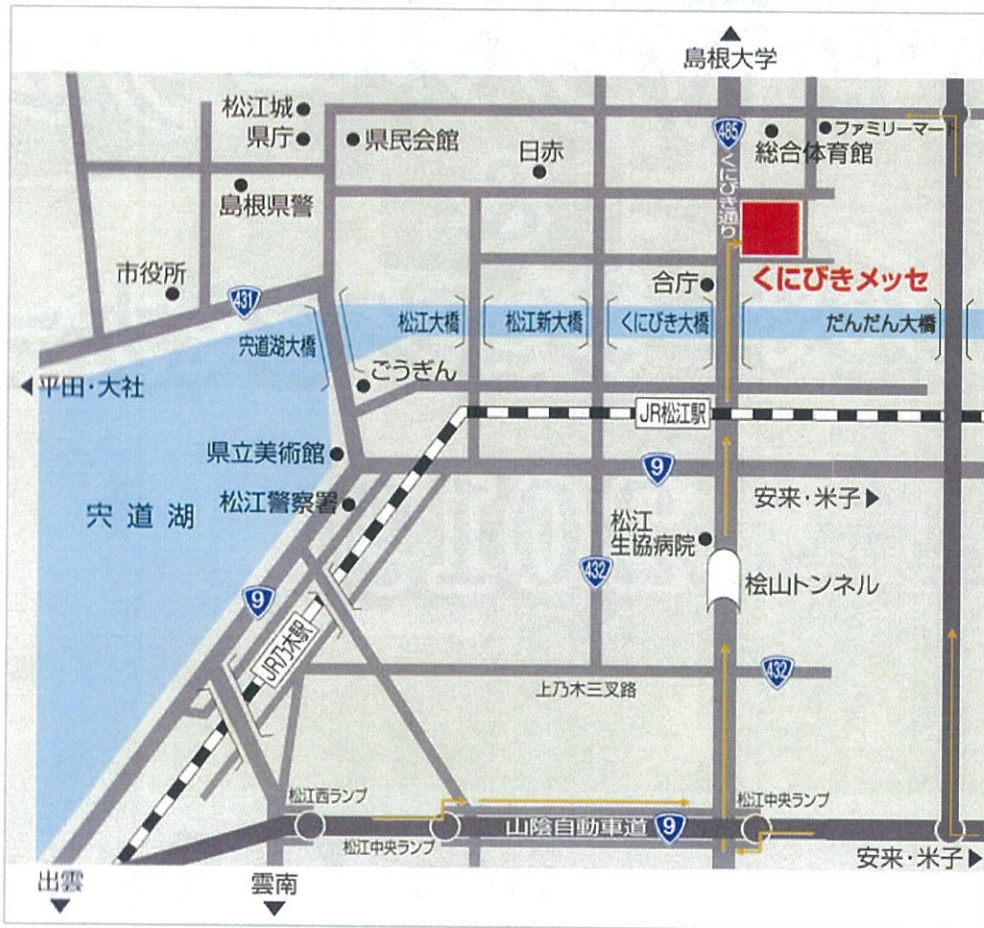 島根大学
松江城
県庁
県民会館
日赤
485
総合体育館
ファミリーマート
くにびき通り
島根県警
市役所
431
合庁
くにびきメッセ
宍道湖大橋
松江大橋
松江新大橋
くにびき大橋
だんだん大橋
平田・大社
ごうぎん
JR松江駅
県立美術館
9
松江警察署
安来・米子
宍道湖
松江
生協病院
432
桧山トンネル
9
JR乃木駅
432
上乃木三叉路
松江西ランプ
松江中央ランプ
山陰自動車道
9
松江中央ランプ
安来・米子
出雲
雲南